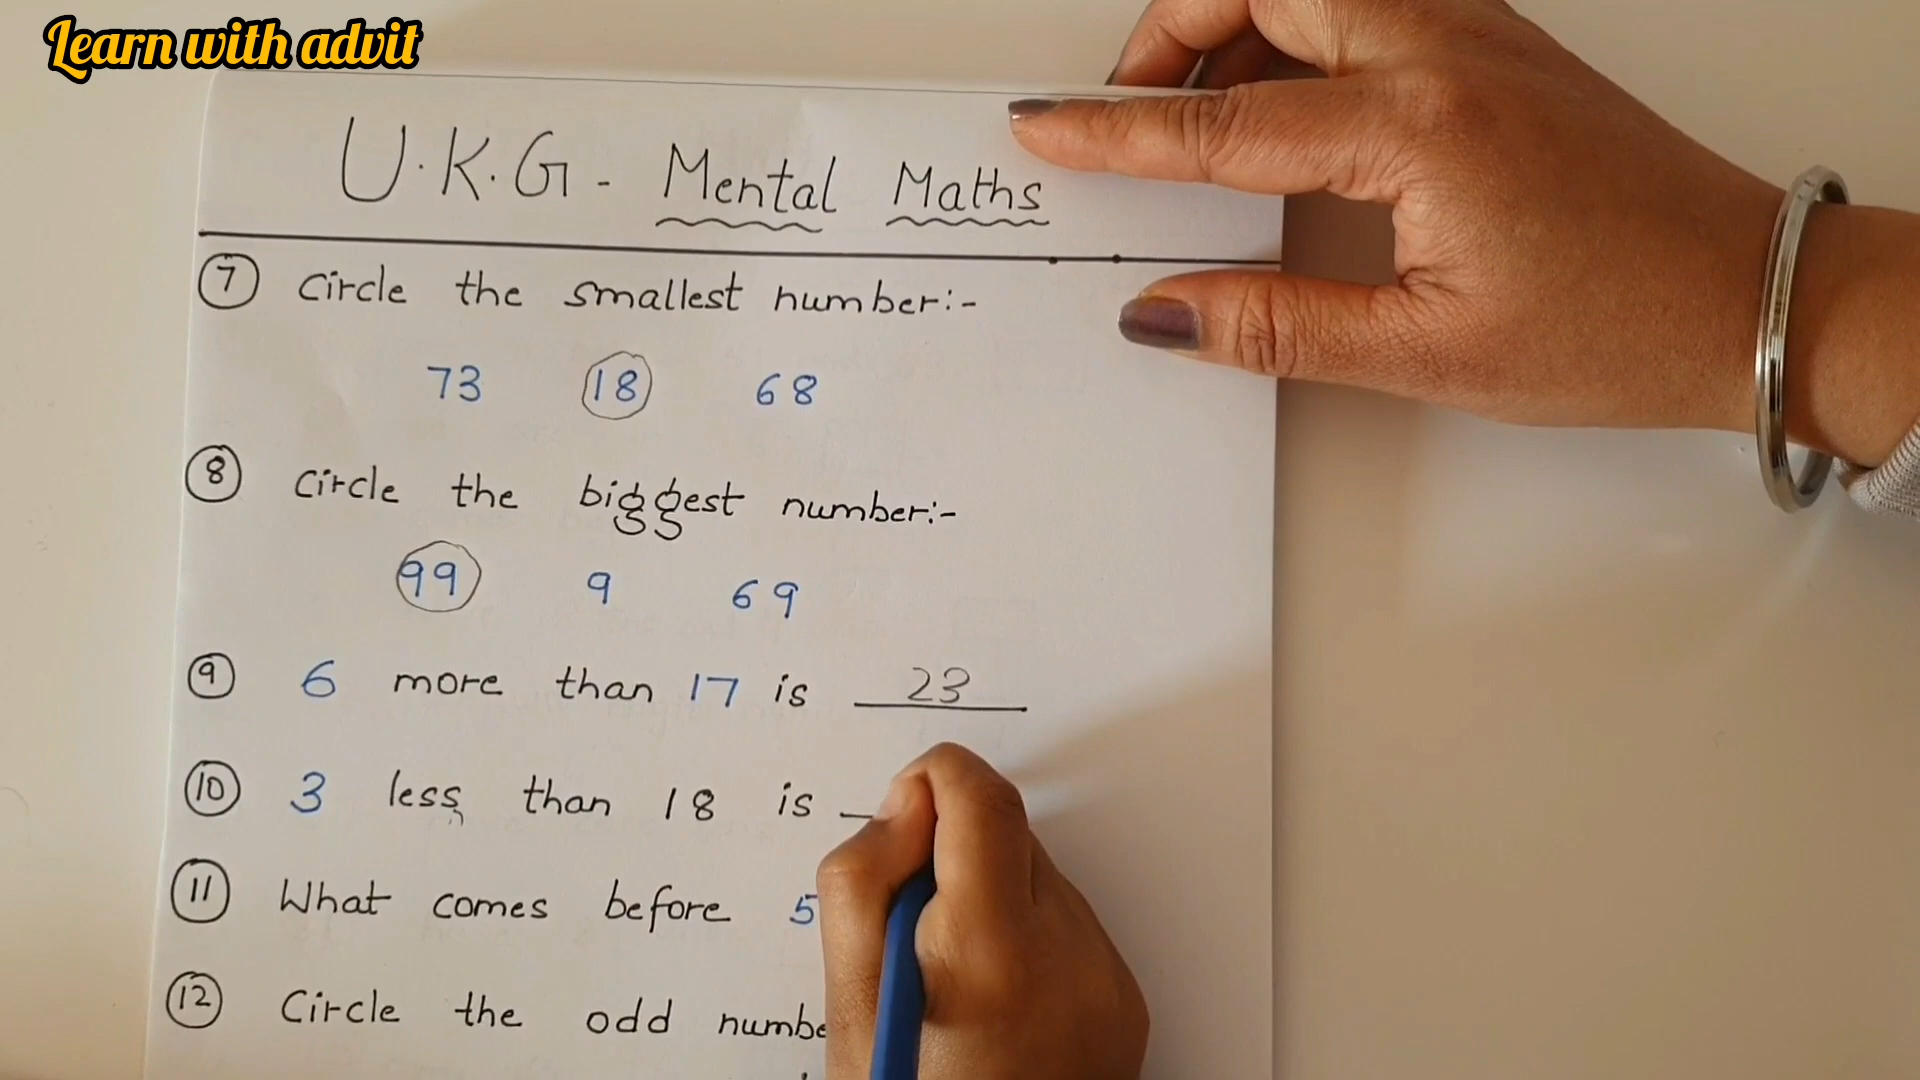 Learn with advit
U.K.G - Mental Maths
7 Circle the smallest number:-
73 18 68
8 Circle the biggest number:-
99 9 69
9 6 more than 17 is 23
10 3 less than 18 is
11 What comes before 5
12 Circle the odd numbe